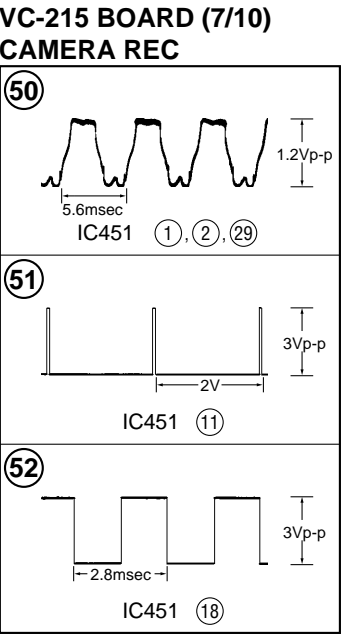 VC-215 BOARD (7/10)
CAMERA REC
50
1.2Vp-p
5.6msec
IC451 1 , 2 , 29
51
3Vp-p
2V
IC451 11
52
3Vp-p
2.8msec
IC451 18